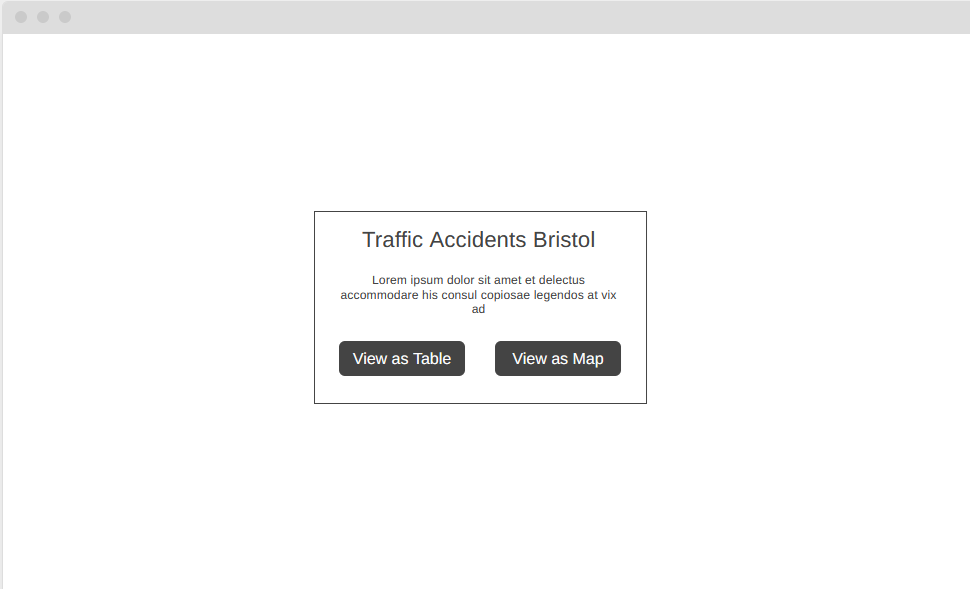 Traffic Accidents Bristol
Lorem ipsum dolor sit amet et delectus
accommodare his consul copiosae legendos at vix
ad
View as Table
View as Map